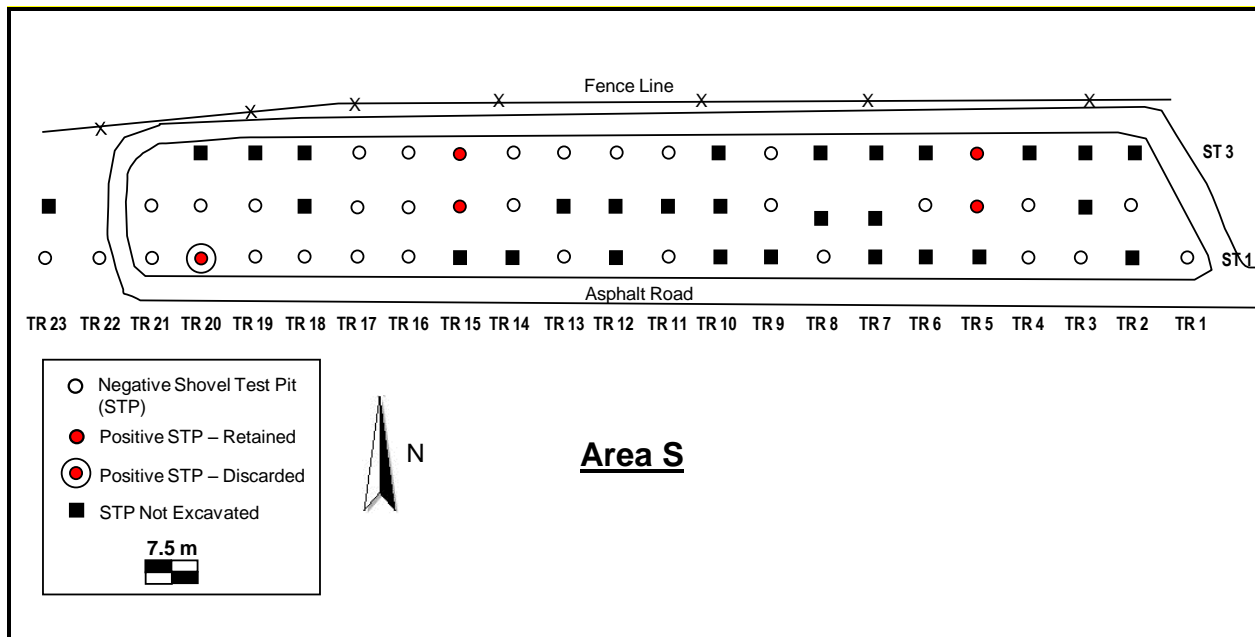 Fence Line
X X X X X X X
ST 3
ST 1
Asphalt Road
TR 23 TR 22 TR 21 TR 20 TR 19 TR 18 TR 17 TR 16 TR 15 TR 14 TR 13 TR 12 TR 11 TR 10 TR 9 TR 8 TR 7 TR 6 TR 5 TR 4 TR 3 TR 2 TR 1
Negative Shovel Test Pit
(STP)
Positive STP – Retained
Positive STP – Discarded
STP Not Excavated
7.5 m
N
Area S